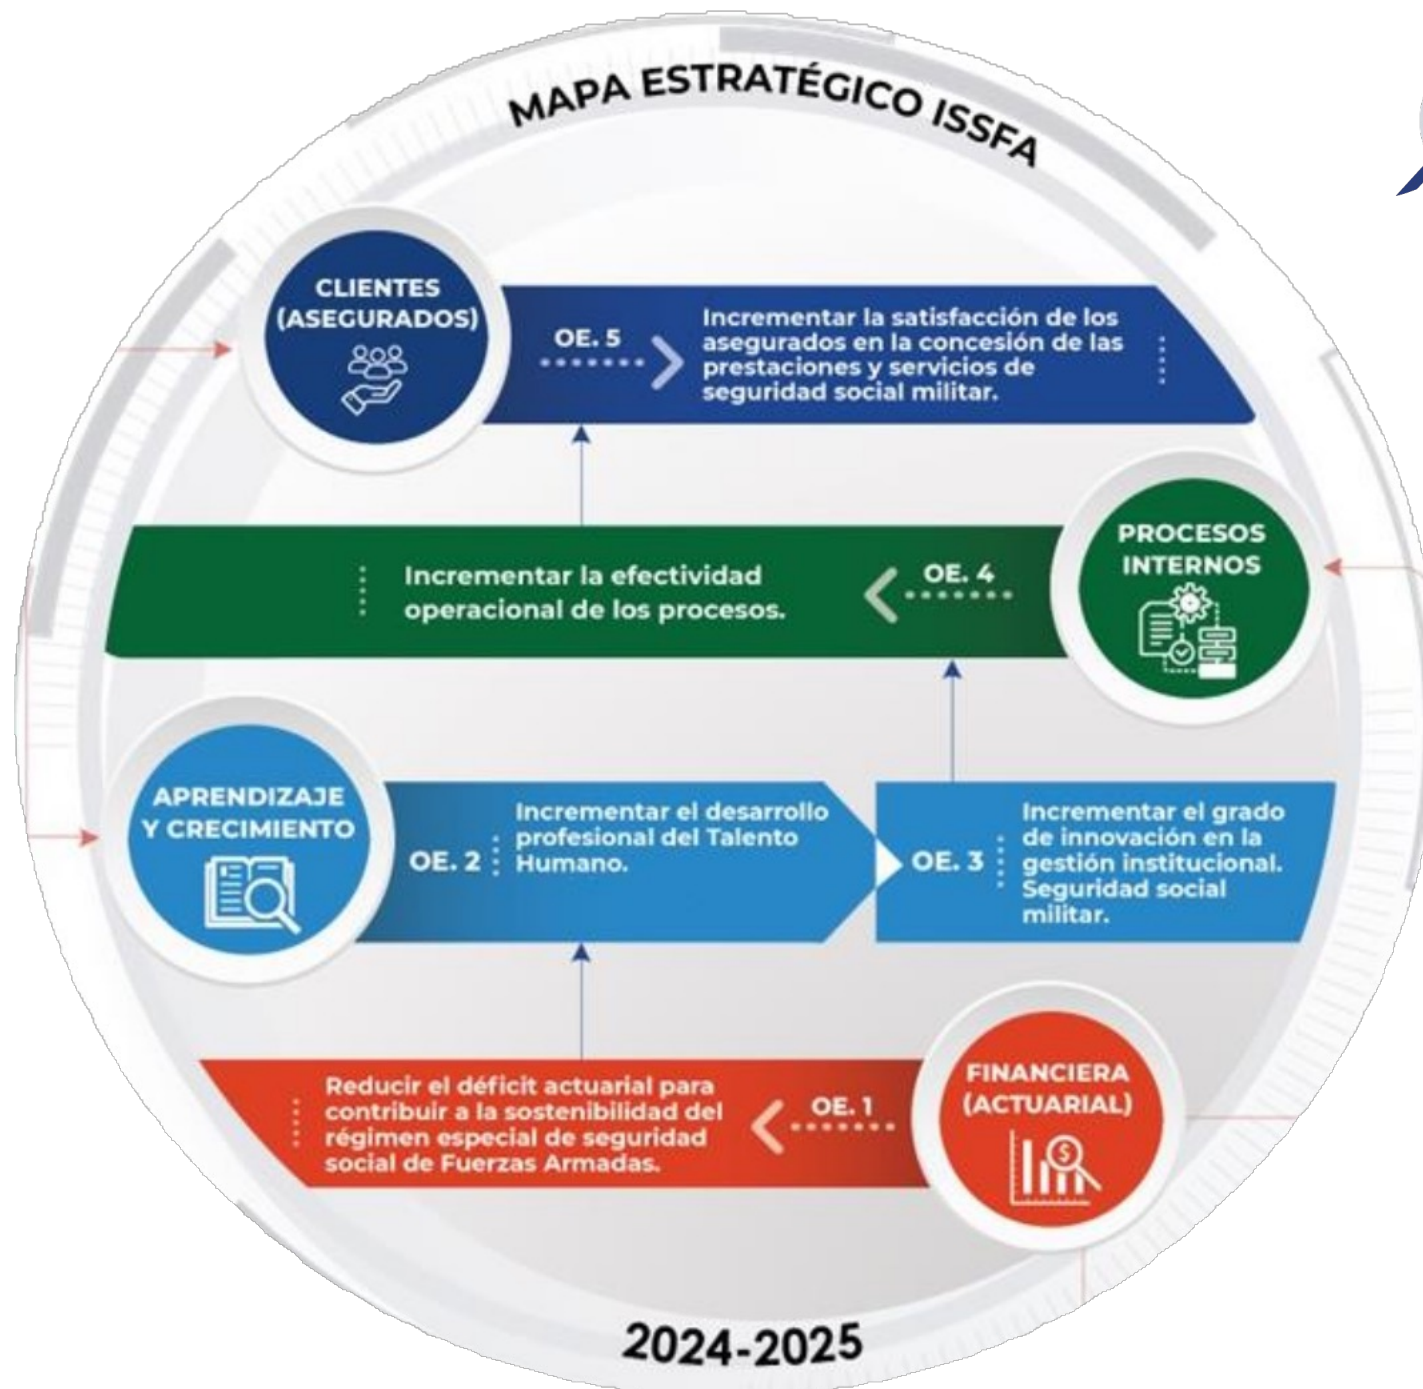 MAPA ESTRATÉGICO ISSFA
CLIENTES
(ASEGURADOS)
OE. 5
Incrementar la satisfacción de los
asegurados en la concesión de las
prestaciones y servicios de
seguridad social militar.
PROCESOS
INTERNOS
OE. 4
Incrementar la efectividad
operacional de los procesos.
APRENDIZAJE
Y CRECIMIENTO
OE. 2
Incrementar el desarrollo
profesional del Talento
Humano.
OE. 3
Incrementar el grado
de innovación en la
gestión institucional.
Seguridad social
militar.
FINANCIERA
(ACTUARIAL)
$
OE. 1
Reducir el déficit actuarial para
contribuir a la sostenibilidad del
régimen especial de seguridad
social de Fuerzas Armadas.
2024-2025